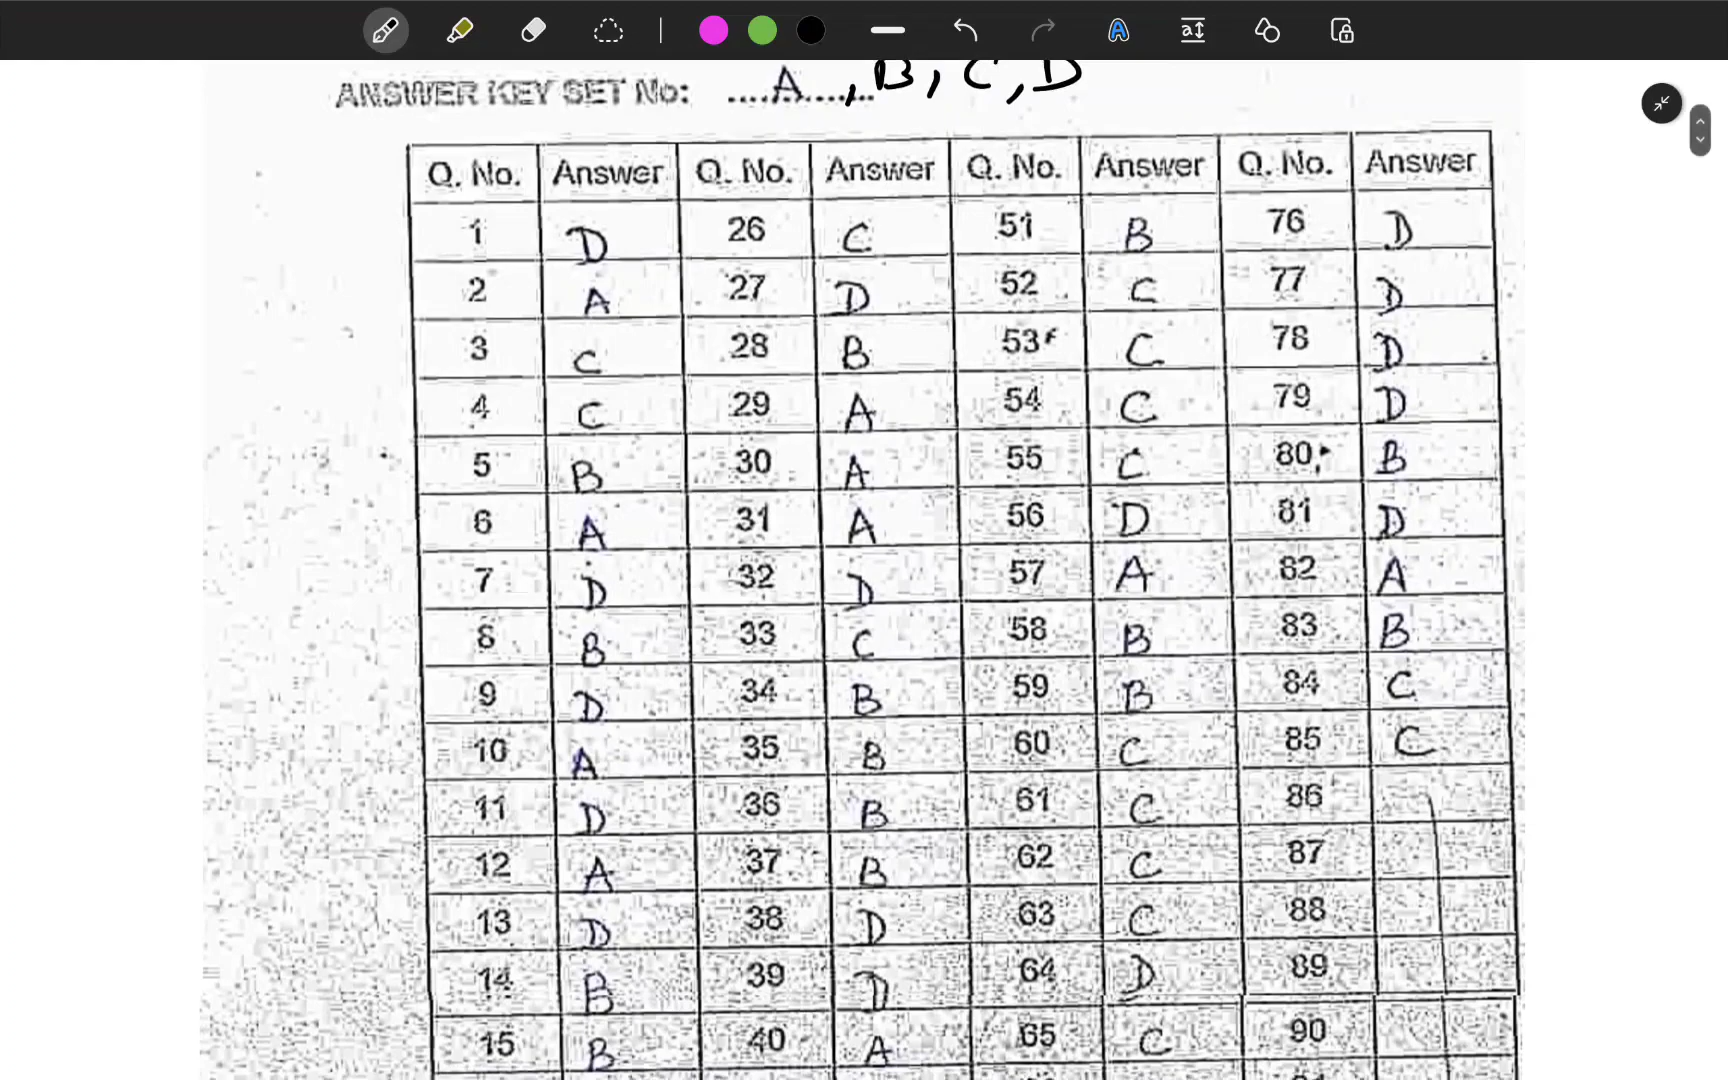 ANSWER KEY SET No: ....A....., B, C, D
Q. No. Answer Q. No. Answer Q. No. Answer Q. No. Answer
1 D 26 C 51 B 76 D
2 A 27 D 52 C 77 D
3 C 28 B 53 C 78 D
4 C 29 A 54 C 79 D
5 B 30 A 55 C 80 B
6 A 31 A 56 D 81 D
7 D 32 D 57 A 82 A
8 B 33 C 58 B 83 B
9 D 34 B 59 B 84 C
10 A 35 B 60 C 85 C
11 D 36 B 61 C 86
12 A 37 B 62 C 87
13 D 38 D 63 C 88
14 B 39 D 64 D 89
15 B 40 A 65 C 90